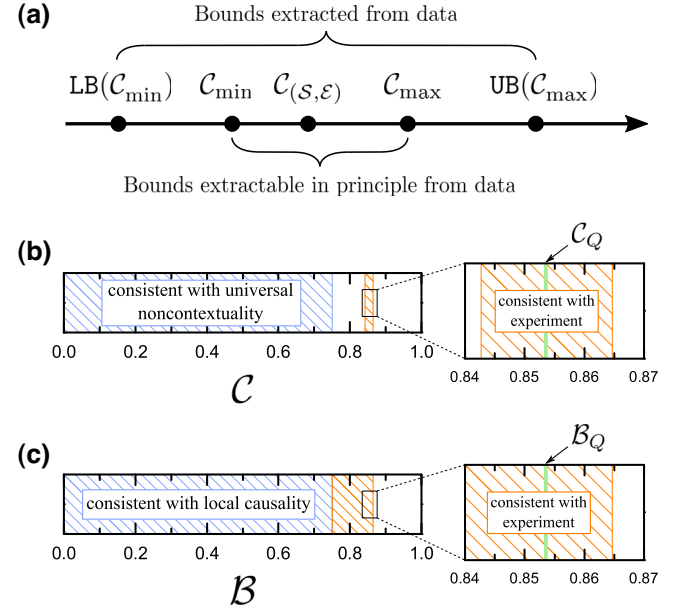 (a)
Bounds extracted from data
LB(𝒞min) 𝒞min 𝒞(𝒮,ℰ) 𝒞max UB(𝒞max)
Bounds extractable in principle from data
(b)
𝒞Q
consistent with universal
noncontextuality
consistent with
experiment
0.0 0.2 0.4 0.6 0.8 1.0
0.84 0.85 0.86 0.87
𝒞
(c)
ℬQ
consistent with local causality
consistent with
experiment
0.0 0.2 0.4 0.6 0.8 1.0
0.84 0.85 0.86 0.87
ℬ